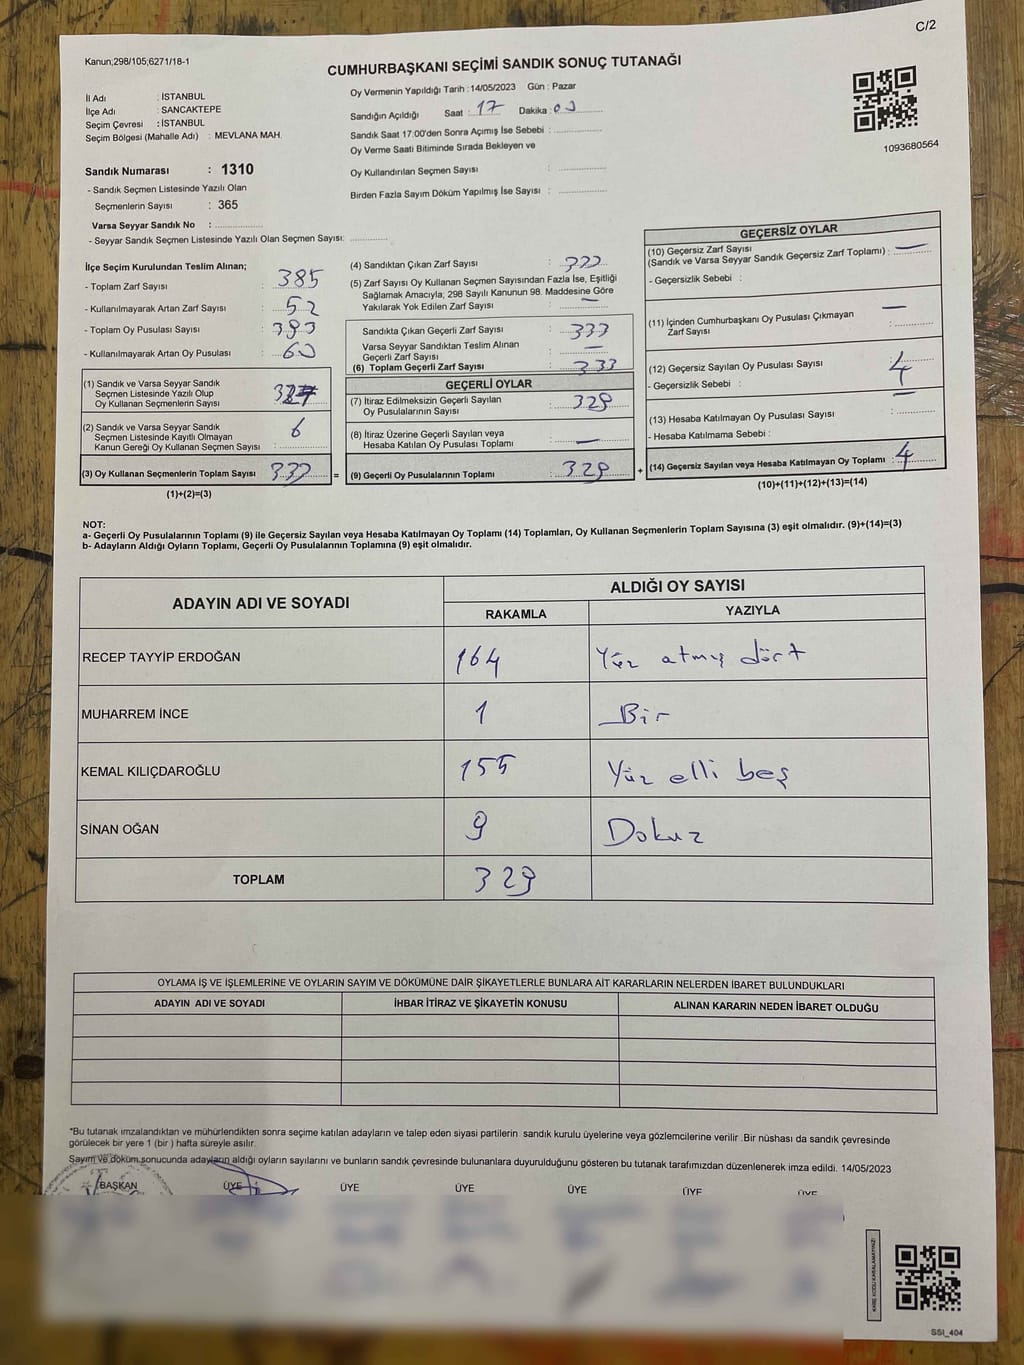 C/2
Kanun;298/105;6271/18-1
CUMHURBAŞKANI SEÇİMİ SANDIK SONUÇ TUTANAĞI
İl Adı : İSTANBUL
İlçe Adı : SANCAKTEPE
Seçim Çevresi : İSTANBUL
Seçim Bölgesi (Mahalle Adı) : MEVLANA MAH.
Sandık Numarası : 1310
- Sandık Seçmen Listesinde Yazılı Olan
Seçmenlerin Sayısı : 365
Varsa Seyyar Sandık No : ................
- Seyyar Sandık Seçmen Listesinde Yazılı Olan Seçmen Sayısı: ............
Oy Vermenin Yapıldığı Tarih : 14/05/2023 Gün : Pazar
Sandığın Açıldığı Saat : 17 Dakika :
Sandık Saat 17:00'den Sonra Açımış İse Sebebi : ................
Oy Verme Saati Bitiminde Sırada Bekleyen ve
Oy Kullandırılan Seçmen Sayısı : ................
Birden Fazla Sayım Döküm Yapılmış İse Sayısı : ................
1093680564
İlçe Seçim Kurulundan Teslim Alınan;
- Toplam Zarf Sayısı : 385
- Kullanılmayarak Artan Zarf Sayısı : 52
- Toplam Oy Pusulası Sayısı : 393
- Kullanılmayarak Artan Oy Pusulası : 60
(1) Sandık ve Varsa Seyyar Sandık
Seçmen Listesinde Yazılı Olup
Oy Kullanan Seçmenlerin Sayısı : 327
(2) Sandık ve Varsa Seyyar Sandık
Seçmen Listesinde Kayıtlı Olmayan
Kanun Gereği Oy Kullanan Seçmen Sayısı : 6
(3) Oy Kullanan Seçmenlerin Toplam Sayısı : 333 =
(1)+(2)=(3)
(4) Sandıktan Çıkan Zarf Sayısı : 333
(5) Zarf Sayısı Oy Kullanan Seçmen Sayısından Fazla İse, Eşitliği
Sağlamak Amacıyla; 298 Sayılı Kanunun 98. Maddesine Göre
Yakılarak Yok Edilen Zarf Sayısı : —
Sandıkta Çıkan Geçerli Zarf Sayısı : 333
Varsa Seyyar Sandıktan Teslim Alınan
Geçerli Zarf Sayısı : —
(6) Toplam Geçerli Zarf Sayısı : 333
GEÇERLİ OYLAR
(7) İtiraz Edilmeksizin Geçerli Sayılan
Oy Pusulalarının Sayısı : 329
(8) İtiraz Üzerine Geçerli Sayılan veya
Hesaba Katılan Oy Pusulası Toplamı : —
(9) Geçerli Oy Pusulalarının Toplamı : 329 +
GEÇERSİZ OYLAR
(10) Geçersiz Zarf Sayısı
(Sandık ve Varsa Seyyar Sandık Geçersiz Zarf Toplamı) : —
- Geçersizlik Sebebi :
(11) İçinden Cumhurbaşkanı Oy Pusulası Çıkmayan
Zarf Sayısı : —
(12) Geçersiz Sayılan Oy Pusulası Sayısı : 4
- Geçersizlik Sebebi :
(13) Hesaba Katılmayan Oy Pusulası Sayısı : —
- Hesaba Katılmama Sebebi :
(14) Geçersiz Sayılan veya Hesaba Katılmayan Oy Toplamı : 4
(10)+(11)+(12)+(13)=(14)
NOT:
a- Geçerli Oy Pusulalarının Toplamı (9) ile Geçersiz Sayılan veya Hesaba Katılmayan Oy Toplamı (14) Toplamları, Oy Kullanan Seçmenlerin Toplam Sayısına (3) eşit olmalıdır. (9)+(14)=(3)
b- Adayların Aldığı Oyların Toplamı, Geçerli Oy Pusulalarının Toplamına (9) eşit olmalıdır.
ADAYIN ADI VE SOYADI ALDIĞI OY SAYISI
RAKAMLA YAZIYLA
RECEP TAYYİP ERDOĞAN 164 Yüz atmış dört
MUHARREM İNCE 1 Bir
KEMAL KILIÇDAROĞLU 155 Yüz elli beş
SİNAN OĞAN 9 Dokuz
TOPLAM 329
OYLAMA İŞ VE İŞLEMLERİNE VE OYLARIN SAYIM VE DÖKÜMÜNE DAİR ŞİKAYETLERLE BUNLARA AİT KARARLARIN NELERDEN İBARET BULUNDUKLARI
ADAYIN ADI VE SOYADI İHBAR İTİRAZ VE ŞİKAYETİN KONUSU ALINAN KARARIN NEDEN İBARET OLDUĞU
*Bu tutanak imzalandıktan ve mühürlendikten sonra seçime katılan adayların ve talep eden siyasi partilerin sandık kurulu üyelerine veya gözlemcilerine verilir .Bir nüshası da sandık çevresinde
görülecek bir yere 1 (bir ) hafta süreyle asılır.
Sayım ve döküm sonucunda adayların aldığı oyların sayılarını ve bunların sandık çevresinde bulunanlara duyurulduğunu gösteren bu tutanak tarafımızdan düzenlenerek imza edildi. 14/05/2023
BAŞKAN ÜYE ÜYE ÜYE ÜYE ÜYE ÜYE
SSI_404